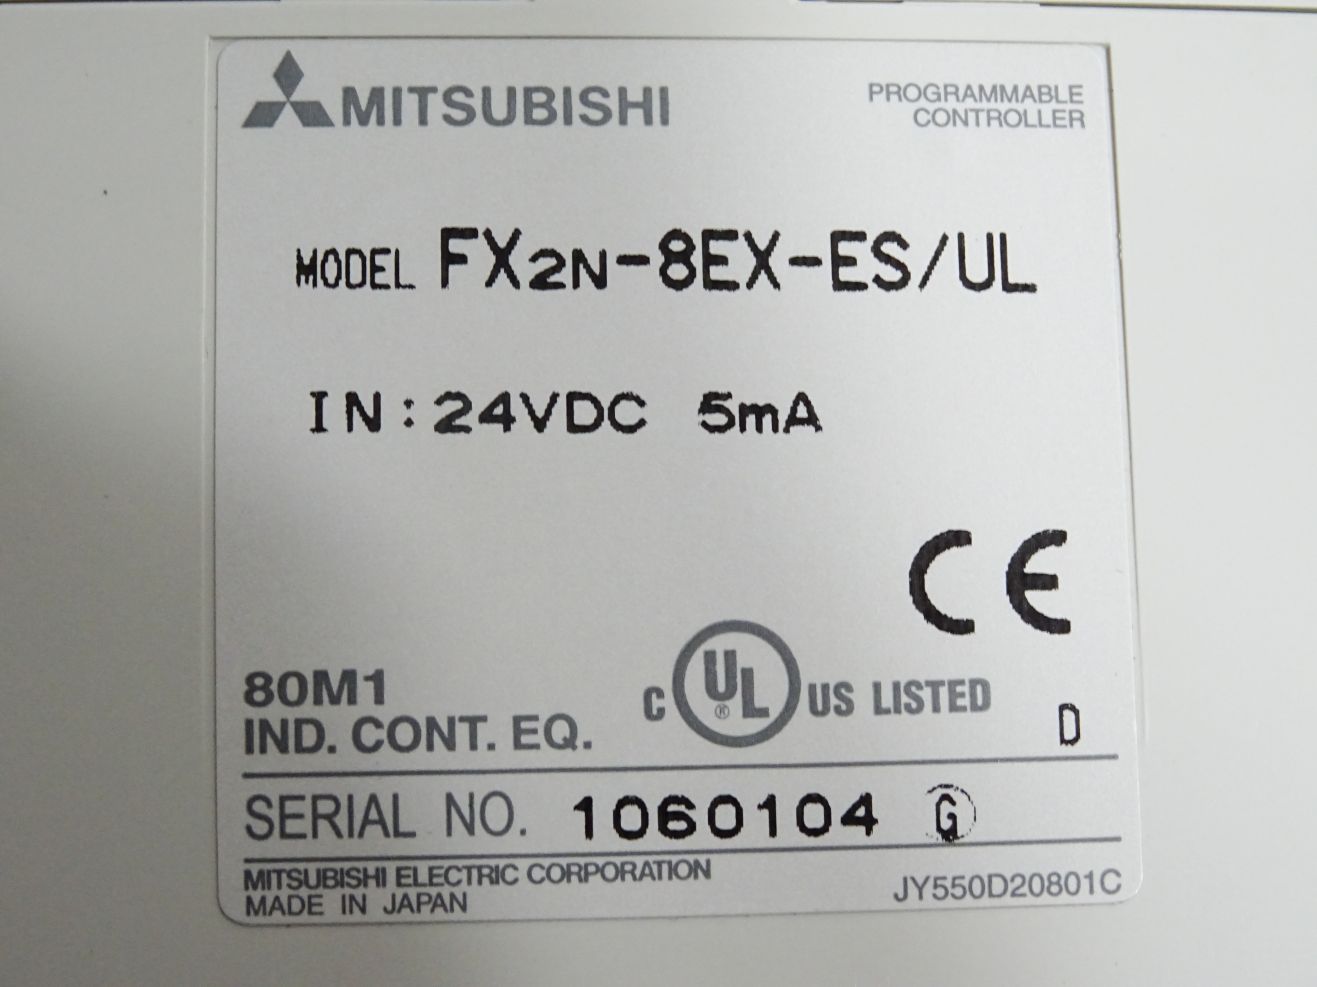 MITSUBISHI
PROGRAMMABLE
CONTROLLER
MODEL FX2N-8EX-ES/UL
IN: 24VDC 5mA
CE
80M1
IND. CONT. EQ.
C UL® US LISTED
D
SERIAL NO. 1060104 G
MITSUBISHI ELECTRIC CORPORATION
MADE IN JAPAN
JY550D20801C